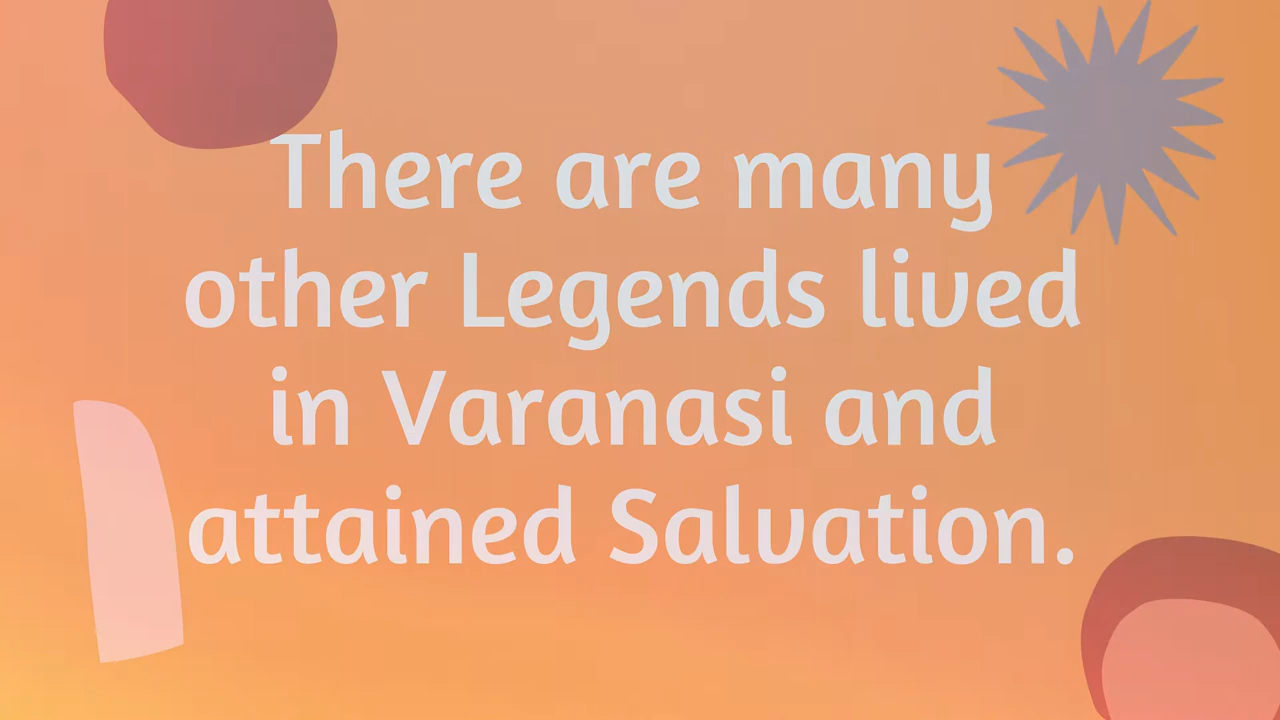 There are many
other Legends lived
in Varanasi and
attained Salvation.